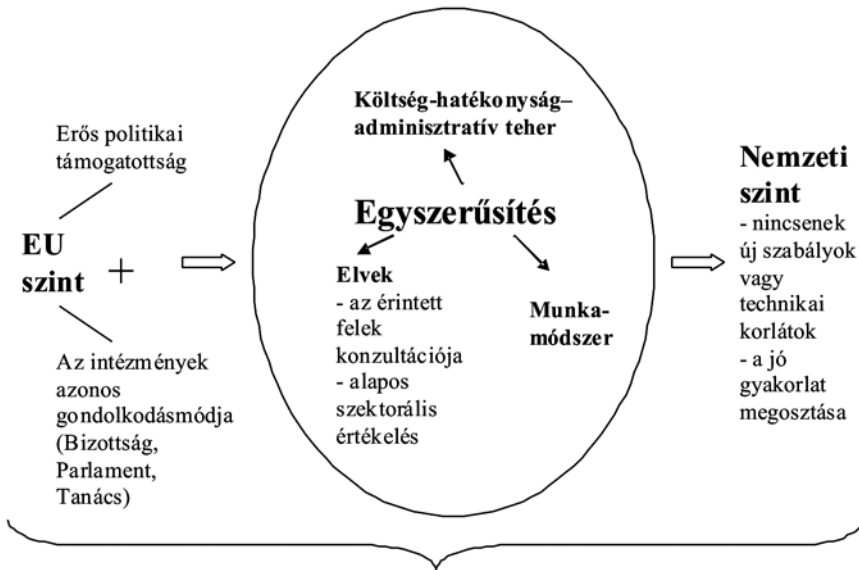 Erős politikai
támogatottság
EU
szint
+
Az intézmények
azonos
gondolkodásmódja
(Bizottság,
Parlament,
Tanács)
Költség-hatékonyság–
adminisztratív teher
Egyszerűsítés
Elvek
- az érintett
felek
konzultációja
- alapos
szektorális
értékelés
Munka-
módszer
Nemzeti
szint
- nincsenek
új szabályok
vagy
technikai
korlátok
- a jó
gyakorlat
megosztása